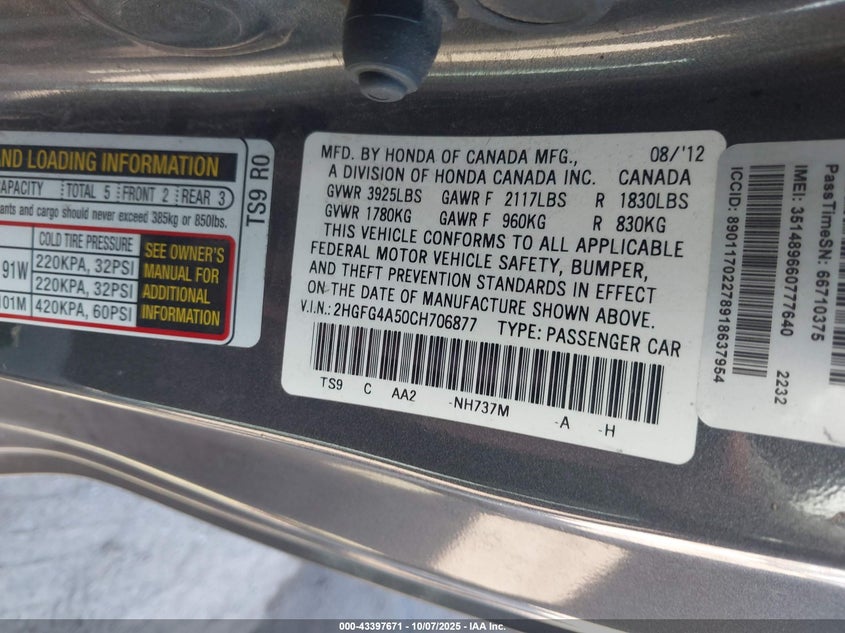 AND LOADING INFORMATION
CAPACITY TOTAL 5 FRONT 2 REAR 3
ants and cargo should never exceed 385kg or 850lbs.
COLD TIRE PRESSURE
91W 220KPA, 32PSI
220KPA, 32PSI
101M 420KPA, 60PSI
SEE OWNER'S
MANUAL FOR
ADDITIONAL
INFORMATION
TS9 R0
MFD. BY HONDA OF CANADA MFG., 08/'12
A DIVISION OF HONDA CANADA INC. CANADA
GVWR 3925LBS GAWR F 2117LBS R 1830LBS
GVWR 1780KG GAWR F 960KG R 830KG
THIS VEHICLE CONFORMS TO ALL APPLICABLE
FEDERAL MOTOR VEHICLE SAFETY, BUMPER,
AND THEFT PREVENTION STANDARDS IN EFFECT
ON THE DATE OF MANUFACTURE SHOWN ABOVE.
V.I.N.: 2HGFG4A50CH706877 TYPE: PASSENGER CAR
TS9 C AA2 -NH737M -A -H
PassTimeSN: 66710375
IMEI: 351489660777640
2232
ICCID: 89011702278918637954
000-43397671 - 10/07/2025 - IAA Inc.